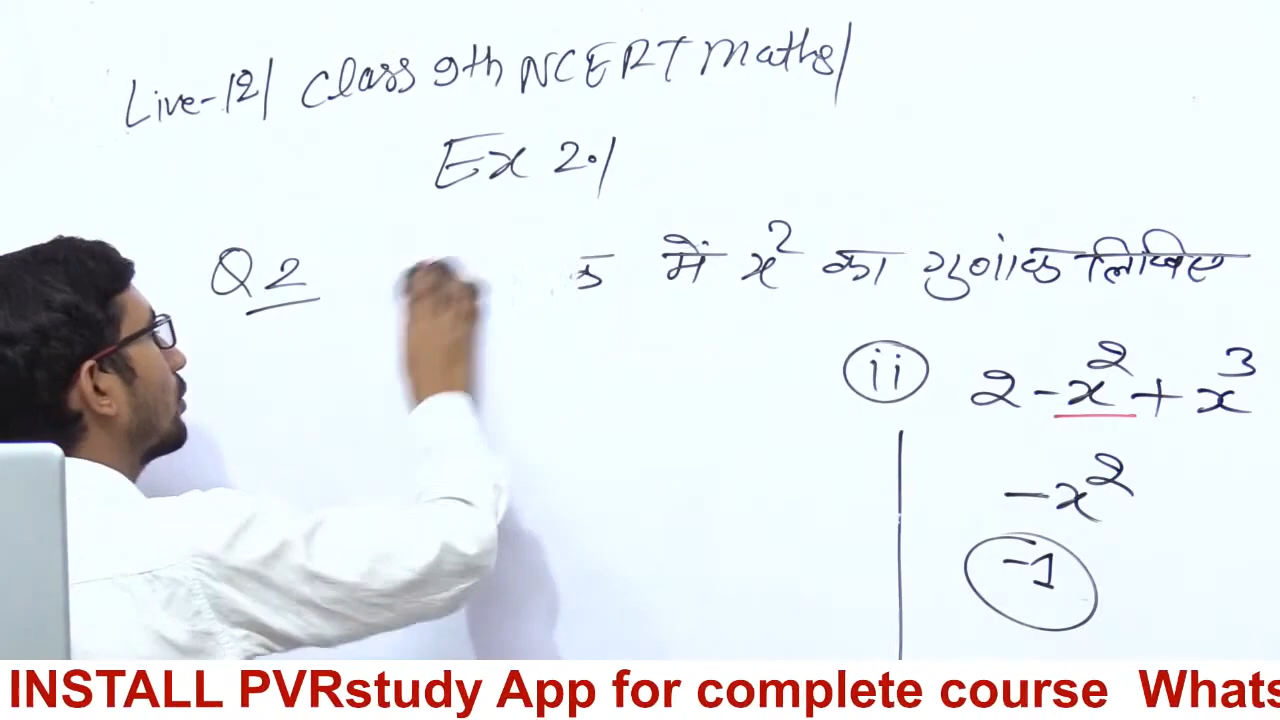 Live-12/ Class 9th NCERT Maths/
Ex 2.1
Q2 क में x² का गुणांक लिखिए
ii 2 - x² + x³
-x²
-1
INSTALL PVRstudy App for complete course Whats